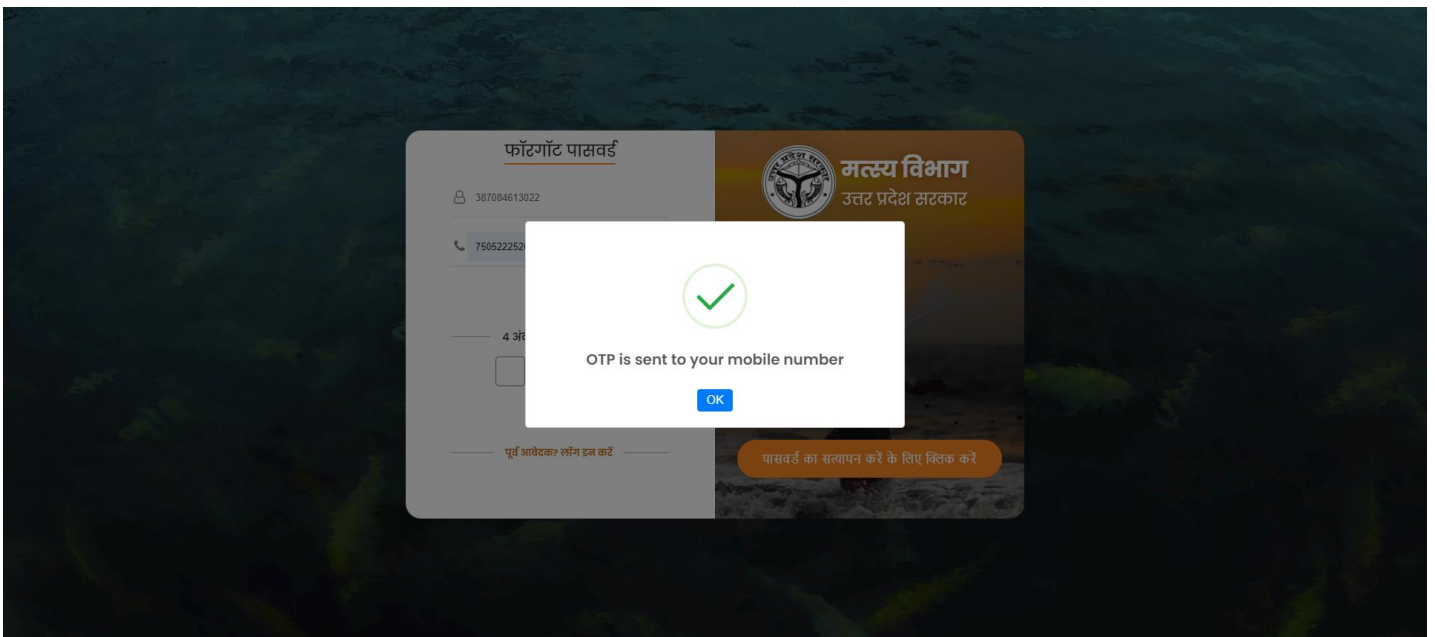 फॉरगॉट पासवर्ड
387084613022
मत्स्य विभाग
उत्तर प्रदेश सरकार
OTP is sent to your mobile number
OK
पूर्व आवेदक? लॉग इन करें
पासवर्ड का सत्यापन करें के लिए क्लिक करें